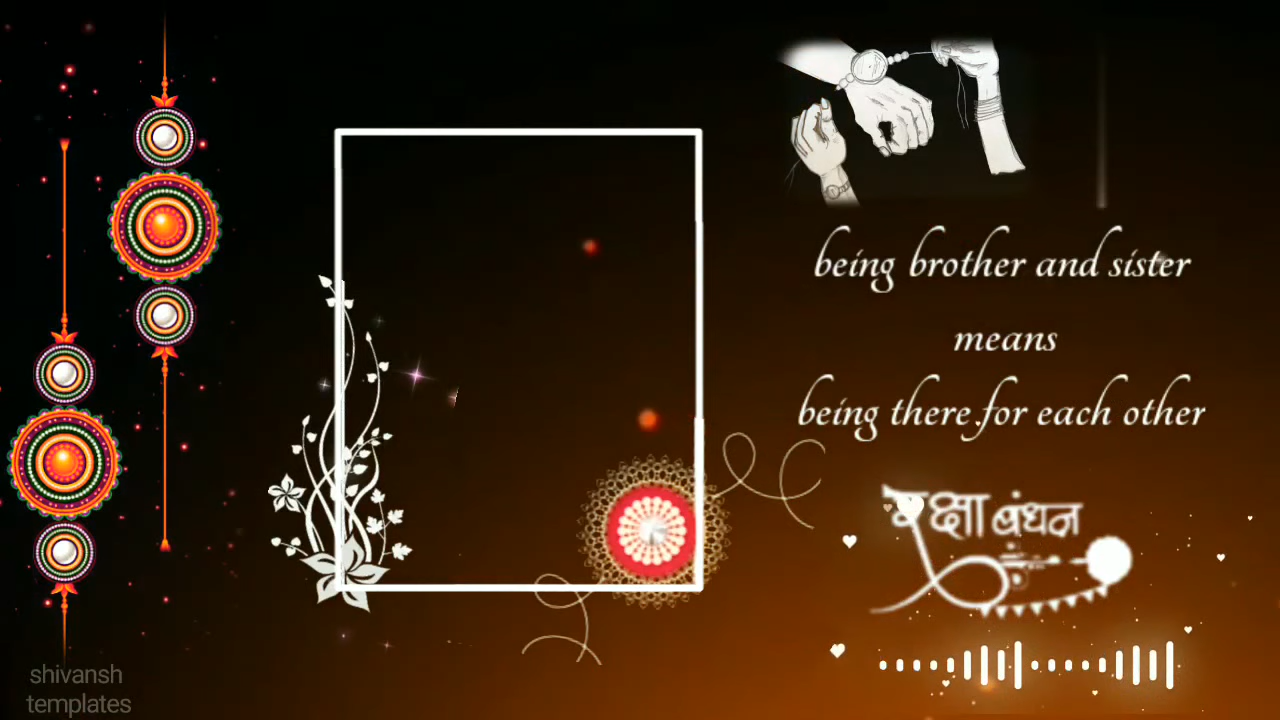 being brother and sister
means
being there for each other
रक्षा बंधन
shivansh
templates